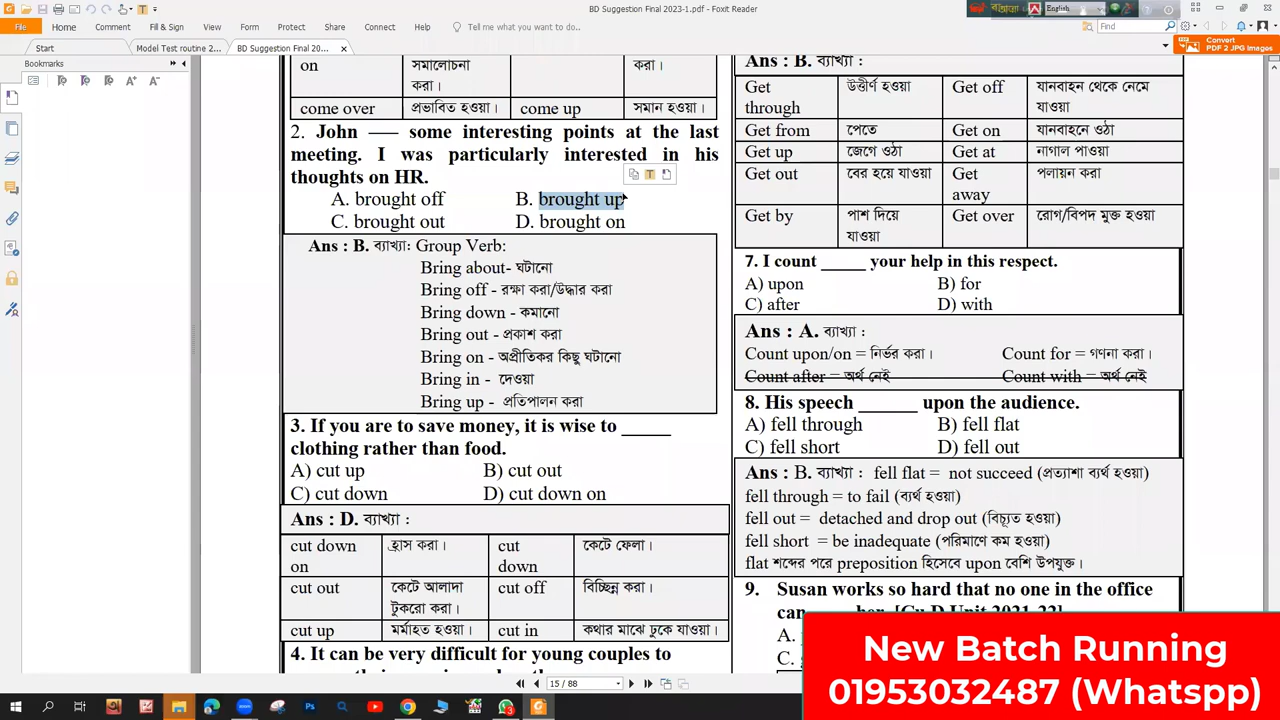 BD Suggestion Final 2023-1.pdf - Foxit Reader
English
File Home Comment Fill & Sign View Form Protect Share Connect Help Tell me what you want to do... Find
Convert
PDF 2 JPG Images
Start Model Test routine 2... BD Suggestion Final 20...
Bookmarks
on সমালোচনা করা।
করা।
come over প্রভাবিত হওয়া। come up সমান হওয়া।
2. John —— some interesting points at the last
meeting. I was particularly interested in his
thoughts on HR.
A. brought off B. brought up
C. brought out D. brought on
Ans : B. ব্যাখ্যাঃ Group Verb:
Bring about- ঘটানো
Bring off - রক্ষা করা/উদ্ধার করা
Bring down - কমানো
Bring out - প্রকাশ করা
Bring on - অপ্রীতিকর কিছু ঘটানো
Bring in - দেওয়া
Bring up - প্রতিপালন করা
3. If you are to save money, it is wise to _____
clothing rather than food.
A) cut up B) cut out
C) cut down D) cut down on
Ans : D. ব্যাখ্যা :
cut down হ্রাস করা। cut কেটে ফেলা।
on down
cut out কেটে আলাদা cut off বিচ্ছিন্ন করা।
টুকরো করা।
cut up মর্মাহত হওয়া। cut in কথার মাঝে ঢুকে যাওয়া।
4. It can be very difficult for young couples to
Ans : B. ব্যাখ্যা :
Get উত্তীর্ণ হওয়া Get off যানবাহন থেকে নেমে
through যাওয়া
Get from পেতে Get on যানবাহনে ওঠা
Get up জেগে ওঠা Get at নাগাল পাওয়া
Get out বের হয়ে যাওয়া Get পলায়ন করা
away
Get by পাশ দিয়ে Get over রোগ/বিপদ মুক্ত হওয়া
যাওয়া
7. I count _____ your help in this respect.
A) upon B) for
C) after D) with
Ans : A. ব্যাখ্যা :
Count upon/on = নির্ভর করা। Count for = গণনা করা।
Count after = অর্থ নেই Count with = অর্থ নেই
8. His speech ______ upon the audience.
A) fell through B) fell flat
C) fell short D) fell out
Ans : B. ব্যাখ্যা : fell flat = not succeed (প্রত্যাশা ব্যর্থ হওয়া)
fell through = to fail (ব্যর্থ হওয়া)
fell out = detached and drop out (বিচ্যুত হওয়া)
fell short = be inadequate (পরিমাণে কম হওয়া)
flat শব্দের পরে preposition হিসেবে upon বেশি উপযুক্ত।
9. Susan works so hard that no one in the office
A.
C.
15 / 88
New Batch Running
01953032487 (Whatspp)